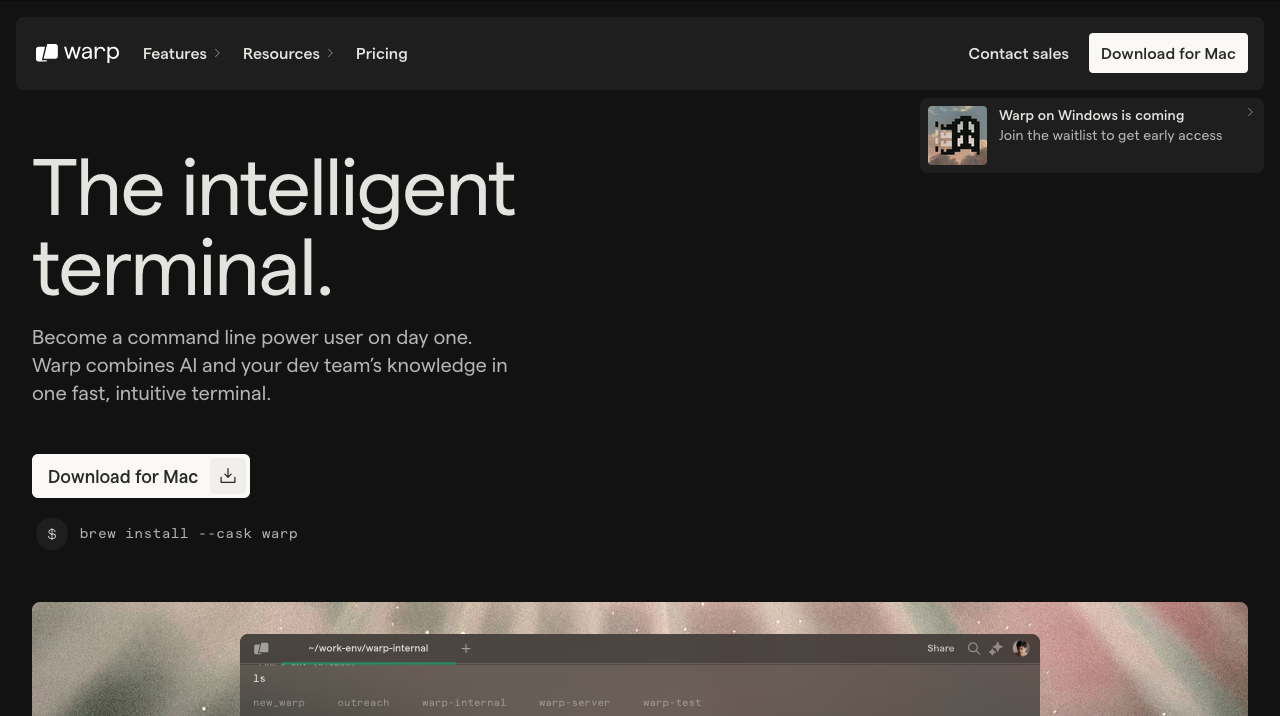 warp
Features
Resources
Pricing
Contact sales
Download for Mac
Warp on Windows is coming
Join the waitlist to get early access
The intelligent
terminal.
Become a command line power user on day one.
Warp combines AI and your dev team’s knowledge in
one fast, intuitive terminal.
Download for Mac
$ brew install --cask warp
~/work-env/warp-internal
+
Share
ls
new_warp outreach warp-internal warp-server warp-test